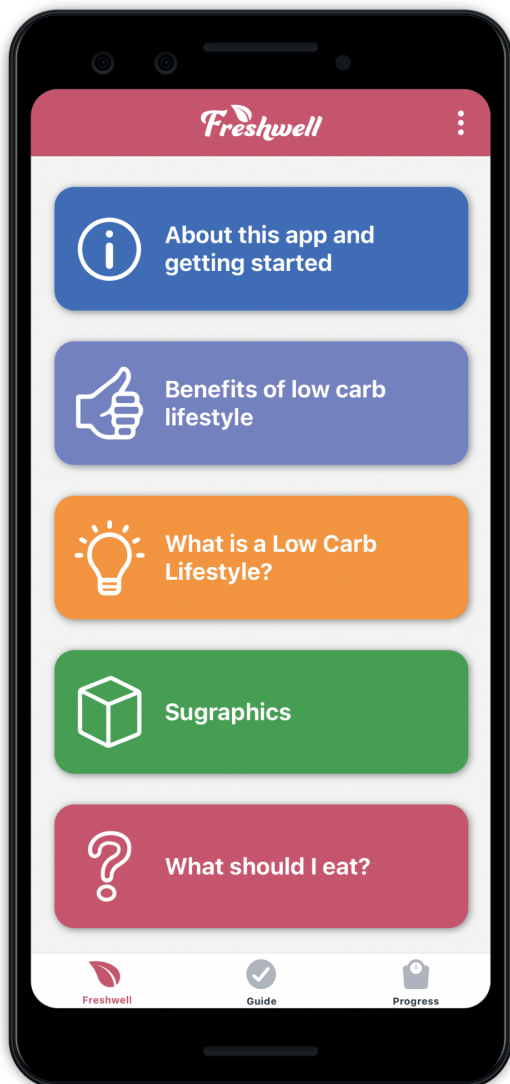 Freshwell
About this app and
getting started
Benefits of low carb
lifestyle
What is a Low Carb
Lifestyle?
Sugraphics
What should I eat?
Freshwell
Guide
Progress